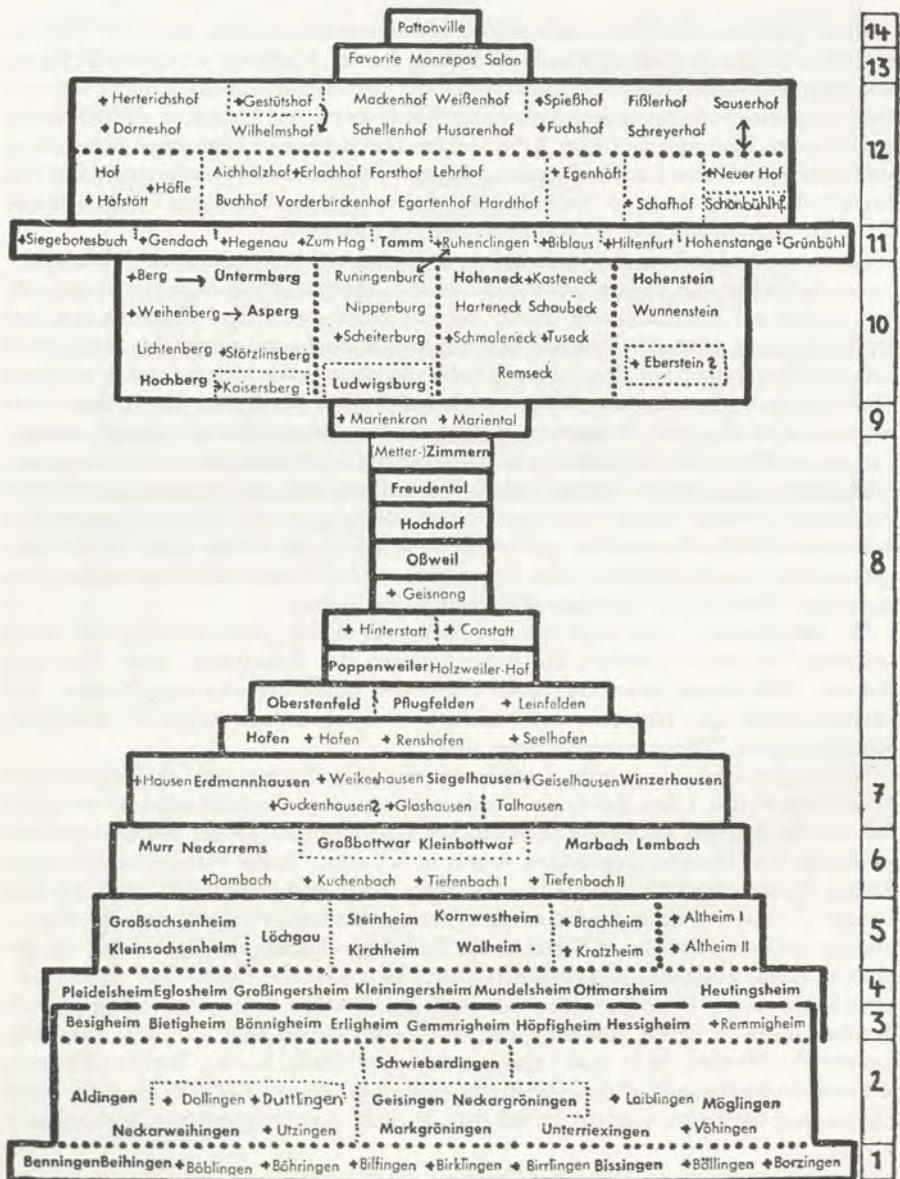 Pattonville 14
Favorite Monrepos Salon 13
+ Herterichshof +Gestütshof Mackenhof Weißenhof +Spießhof Fißlerhof Sauserhof
+ Dörneshof Wilhelmshof Schellenhof Husarenhof +Fuchshof Schreyerhof
12
Hof Aichholzhof +Erlachhof Forsthof Lehrhof + Egenhäft +Neuer Hof
+Höfle
+ Hofstätt Buchhof Vorderbirckenhof Egartenhof Hardthof + Schafhof Schönbühlhf.
+Siegebotesbuch +Gendach +Hegenau +Zum Hag Tamm +Ruhenclingen +Biblaus +Hiltenfurt Hohenstange Grünbühl 11
+Berg → Untermberg Runingenburc Hoheneck +Kasteneck Hohenstein
+Weihenberg → Asperg Nippenburg Harteneck Schaubeck Wunnenstein
Lichtenberg +Stötzlinsberg +Scheiterburg +Schmaleneck +Tuseck + Eberstein ? 10
Hochberg →Kaisersberg Ludwigsburg Remseck
+ Marienkron + Mariental 9
(Metter-)Zimmern
Freudental
Hochdorf
Oßweil 8
+ Geisnang
+ Hinterstatt + Constatt
Poppenweiler Holzweiler-Hof
Oberstenfeld Pflugfelden + Leinfelden
Hofen + Hofen + Renshofen + Seelhofen
+Hausen Erdmannhausen +Weikershausen Siegelhausen +Geiselhausen Winzerhausen 7
+Guckenhausen? +Glashausen Talhausen
Murr Neckarrems Großbottwar Kleinbottwar Marbach Lembach 6
+Dambach + Kuchenbach + Tiefenbach I + Tiefenbach II
Großsachsenheim Steinheim Kornwestheim + Brachheim + Altheim I
Löchgau 5
Kleinsachsenheim Kirchheim Walheim + Kratzheim + Altheim II
Pleidelsheim Eglosheim Großingersheim Kleiningersheim Mundelsheim Ottmarsheim Heutingsheim 4
Besigheim Bietigheim Bönnigheim Erligheim Gemmrigheim Höpfigheim Hessigheim +Remmigheim 3
Schwieberdingen
Aldingen + Dollingen + Duttlingen Geisingen Neckargröningen + Laiblingen Möglingen 2
Neckarweihingen + Utzingen Markgröningen Unterriexingen + Vöhingen
Benningen Beihingen +Böblingen +Böhringen +Bilfingen +Birklingen + Birrlingen Bissingen +Bällingen +Borzingen 1